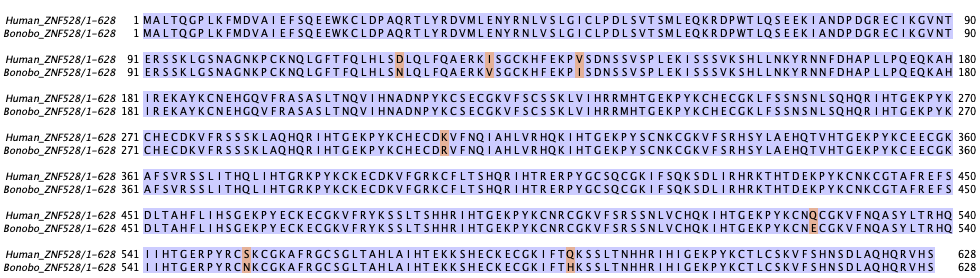 Human_ZNF528/1-628 1 MALTQGPLKFMDVAIEFSQEEWKCLDPAQRTLYRDVMLENYRNLVSLGICLPDLSVTSMLEQKRDPWTLQSEEKIANDPDGRECIKGVNT 90
Bonobo_ZNF528/1-628 1 MALTQGPLKFMDVAIEFSQEEWKCLDPAQRTLYRDVMLENYRNLVSLGICLPDLSVTSMLEQKRDPWTLQSEEKIANDPDGRECIKGVNT 90
Human_ZNF528/1-628 91 ERSSKLGSNAGNKPCKNQLGFTFQLHLSDLQLFQAERKISGCKHFEKPVSDNSSVSPLEKISSSVKSHLLNKYRNNFDHAPLLPQEQKAH 180
Bonobo_ZNF528/1-628 91 ERSSKLGSNAGNKPCKNQLGFTFQLHLSNLQLFQAERKVSGCKHFEKPISDNSSVSPLEKISSSVKSHLLNKYRNNFDHAPLLPQEQKAH 180
Human_ZNF528/1-628 181 IREKAYKCNEHGQVFRASASLTNQVIHNADNPYKCSECGKVFSCSSKLVIHRRMHTGEKPYKCHECGKLFSSNSNLSQHQRIHTGEKPYK 270
Bonobo_ZNF528/1-628 181 IREKAYKCNEHGQVFRASASLTNQVIHNADNPYKCSECGKVFSCSSKLVIHRRMHTGEKPYKCHECGKLFSSNSNLSQHQRIHTGEKPYK 270
Human_ZNF528/1-628 271 CHECDKVFRSSSKLAQHQRIHTGEKPYKCHECDKVFNQIAHLVRHQKIHTGEKPYSCNKCGKVFSRHSYLAEHQTVHTGEKPYKCEECGK 360
Bonobo_ZNF528/1-628 271 CHECDKVFRSSSKLAQHQRIHTGEKPYKCHECDRVFNQIAHLVRHQKIHTGEKPYSCNKCGKVFSRHSYLAEHQTVHTGEKPYKCEECGK 360
Human_ZNF528/1-628 361 AFSVRSSLITHQLIHTGRKPYKCKECDKVFGRKCFLTSHQRIHTRERPYGCSQCGKIFSQKSDLIRHRKTHTDEKPYKCNKCGTAFREFS 450
Bonobo_ZNF528/1-628 361 AFSVRSSLITHQLIHTGRKPYKCKECDKVFGRKCFLTSHQRIHTRERPYGCSQCGKIFSQKSDLIRHRKTHTDEKPYKCNKCGTAFREFS 450
Human_ZNF528/1-628 451 DLTAHFLIHSGEKPYECKECGKVFRYKSSLTSHHRIHTGEKPYKCNRCGKVFSRSSNLVCHQKIHTGEKPYKCNQCGKVFNQASYLTRHQ 540
Bonobo_ZNF528/1-628 451 DLTAHFLIHSGEKPYECKECGKVFRYKSSLTSHHRIHTGEKPYKCNRCGKVFSRSSNLVCHQKIHTGEKPYKCNECGKVFNQASYLTRHQ 540
Human_ZNF528/1-628 541 IIHTGERPYRCSKCGKAFRGCSGLTAHLAIHTEKKSHECKECGKIFTQKSSLTNHHRIHIGEKPYKCTLCSKVFSHNSDLAQHQRVHS 628
Bonobo_ZNF528/1-628 541 IIHTGERPYRCNKCGKAFRGCSGLTAHLAIHTEKKSHECKECGKIFTHKSSLTNHHRIHIGEKPYKCTLCSKVFSHNSDLAQHQRVHS 628